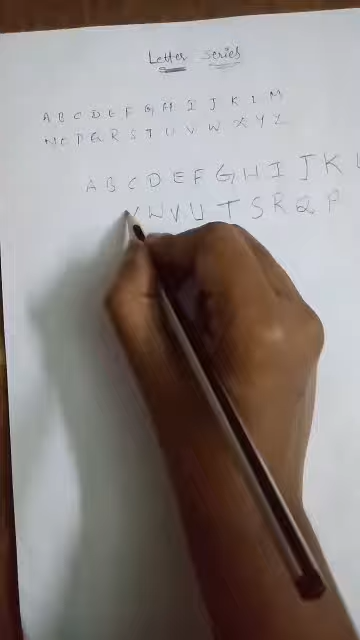 Letter Series
A B C D E F G H I J K L M
N O P Q R S T U V W X Y Z
A B C D E F G H I J K L
W V U T S R Q P